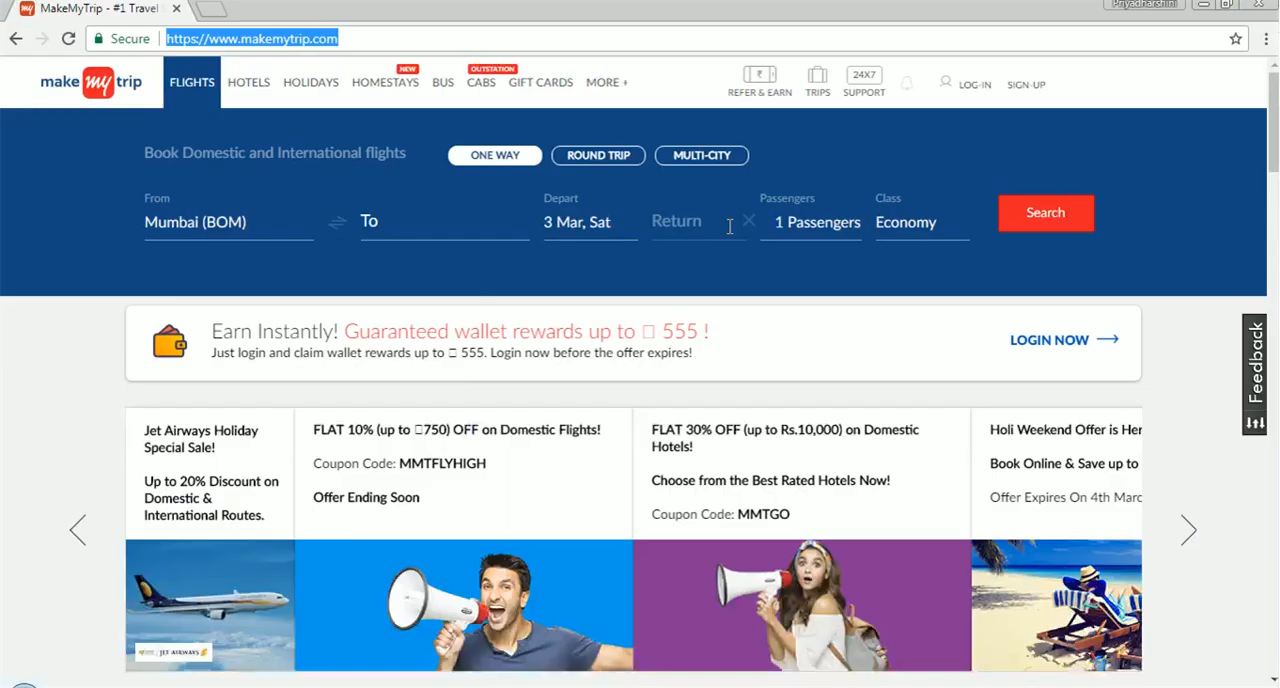 MakeMyTrip - #1 Travel
Priyadharshini
Secure
https://www.makemytrip.com
make my trip
FLIGHTS
HOTELS
HOLIDAYS
NEW
HOMESTAYS
BUS
OUTSTATION
CABS
GIFT CARDS
MORE +
REFER & EARN
TRIPS
24X7
SUPPORT
LOG-IN
SIGN-UP
Book Domestic and International flights
ONE WAY
ROUND TRIP
MULTI-CITY
From
Mumbai (BOM)
To
Depart
3 Mar, Sat
Return
Passengers
1 Passengers
Class
Economy
Search
Earn Instantly! Guaranteed wallet rewards up to □ 555 !
Just login and claim wallet rewards up to □ 555. Login now before the offer expires!
LOGIN NOW
Feedback
Jet Airways Holiday
Special Sale!
Up to 20% Discount on
Domestic &
International Routes.
FLAT 10% (up to □750) OFF on Domestic Flights!
Coupon Code: MMTFLYHIGH
Offer Ending Soon
FLAT 30% OFF (up to Rs.10,000) on Domestic
Hotels!
Choose from the Best Rated Hotels Now!
Coupon Code: MMTGO
Holi Weekend Offer is Her
Book Online & Save up to
Offer Expires On 4th Marc
JET AIRWAYS